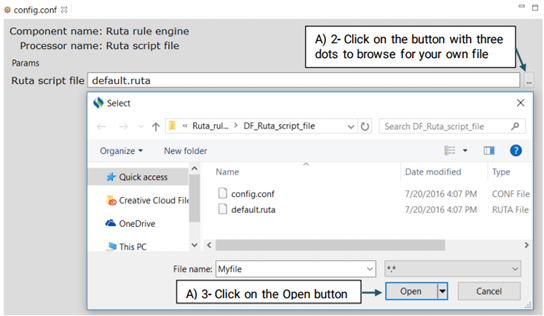 config.conf
Component name: Ruta rule engine
Processor name: Ruta script file
Params
A) 2- Click on the button with three
dots to browse for your own file
Ruta script file default.ruta ...
Select
« Ruta_rul... > DF_Ruta_script_file
Search DF_Ruta_script_file
Organize
New folder
?
Name
Date modified
Type
Quick access
Creative Cloud File
OneDrive
This PC
config.conf 7/20/2016 4:07 PM CONF File
default.ruta 7/20/2016 4:07 PM RUTA File
File name: Myfile
*.*
A) 3- Click on the Open button
Open
Cancel